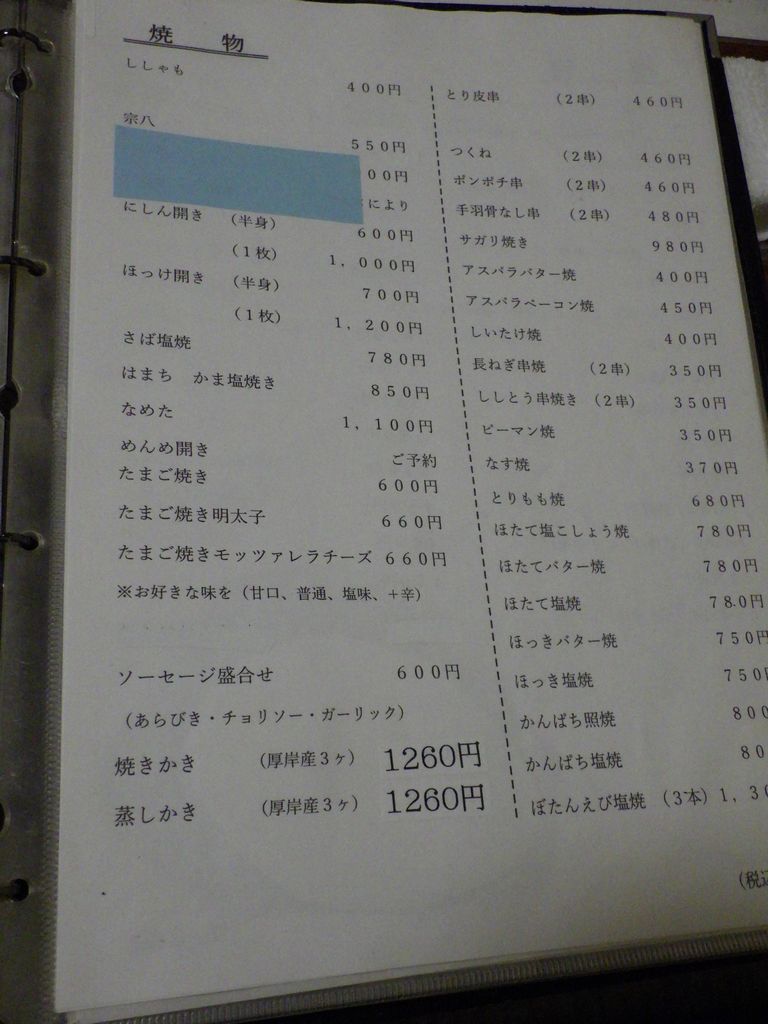 焼 物
ししゃも 400円
宗八 550円
00円
により
にしん開き (半身) 600円
(1枚) 1,000円
ほっけ開き (半身) 700円
(1枚) 1,200円
さば塩焼 780円
はまち かま塩焼き 850円
なめた 1,100円
めんめ開き ご予約
たまご焼き 600円
たまご焼き明太子 660円
たまご焼きモッツァレラチーズ 660円
※お好きな味を(甘口、普通、塩味、+辛)
ソーセージ盛合せ 600円
(あらびき・チョリソー・ガーリック)
焼きかき (厚岸産3ヶ) 1260円
蒸しかき (厚岸産3ヶ) 1260円
とり皮串 (2串) 460円
つくね (2串) 460円
ボンボチ串 (2串) 460円
手羽骨なし串 (2串) 480円
サガリ焼き 980円
アスパラバター焼 400円
アスパラベーコン焼 450円
しいたけ焼 400円
長ねぎ串焼 (2串) 350円
ししとう串焼き (2串) 350円
ピーマン焼 350円
なす焼 370円
とりもも焼 680円
ほたて塩こしょう焼 780円
ほたてバター焼 780円
ほたて塩焼 780円
ほっきバター焼 750円
ほっき塩焼 750
かんぱち照焼 800
かんぱち塩焼 80
ぼたんえび塩焼 (3本) 1,30
(税込